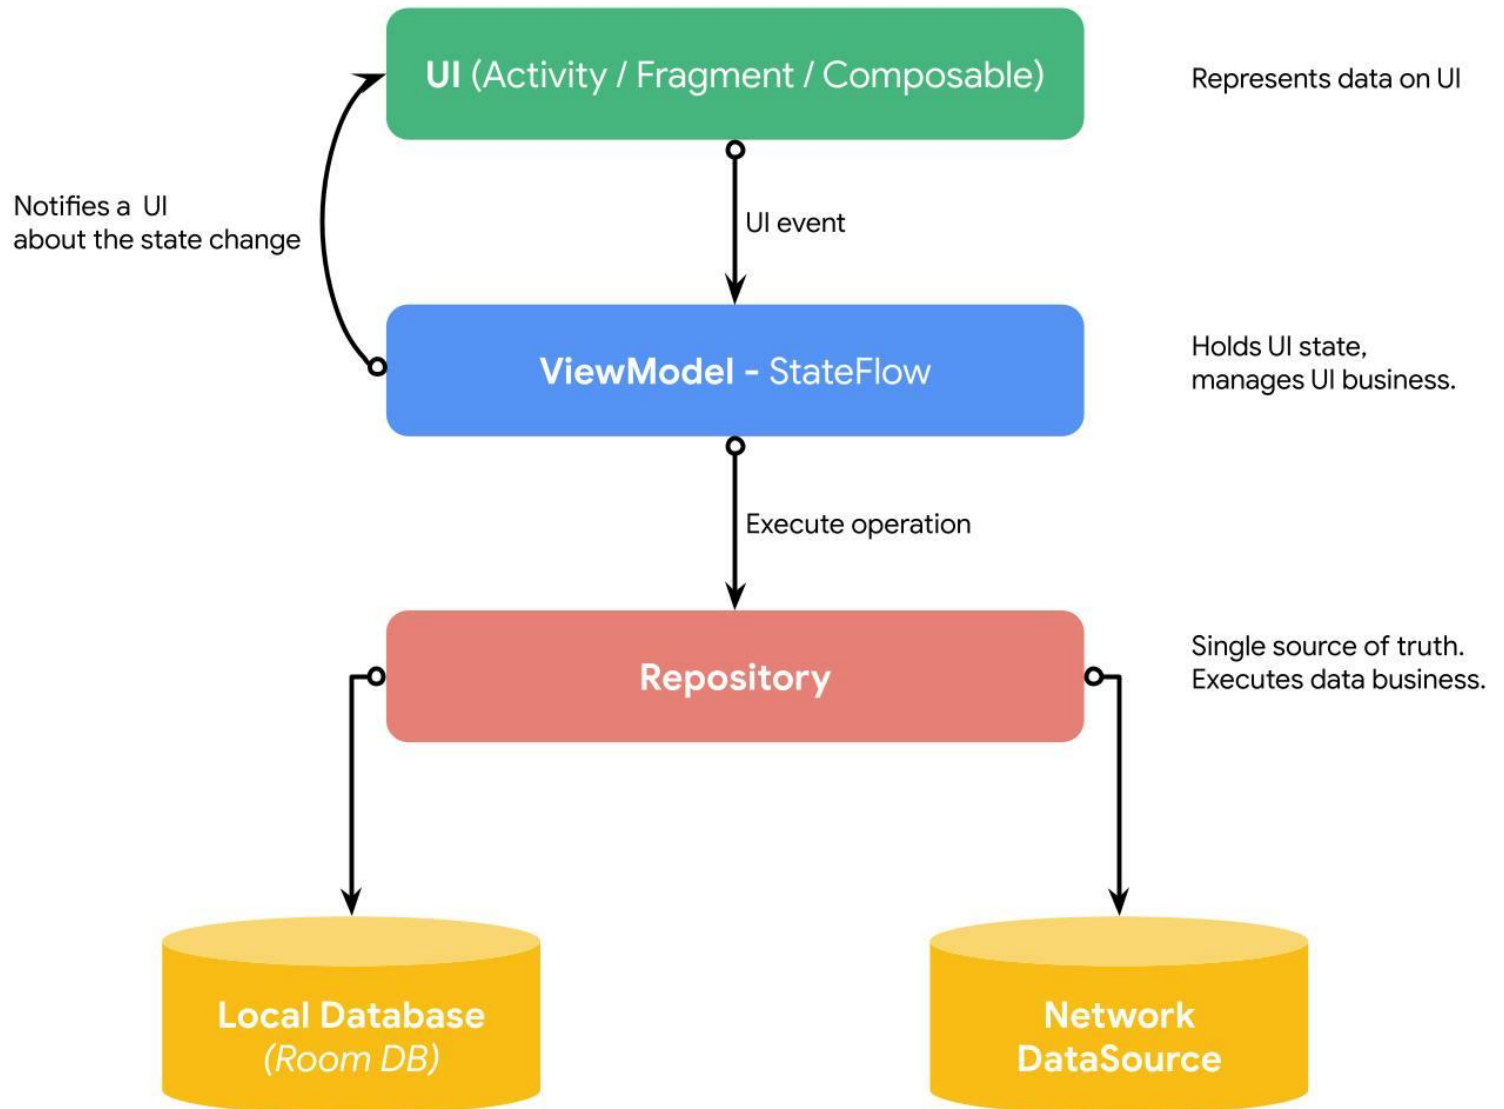 UI (Activity / Fragment / Composable)
Represents data on UI
Notifies a UI
about the state change
UI event
ViewModel - StateFlow
Holds UI state,
manages UI business.
Execute operation
Repository
Single source of truth.
Executes data business.
Local Database
(Room DB)
Network
DataSource